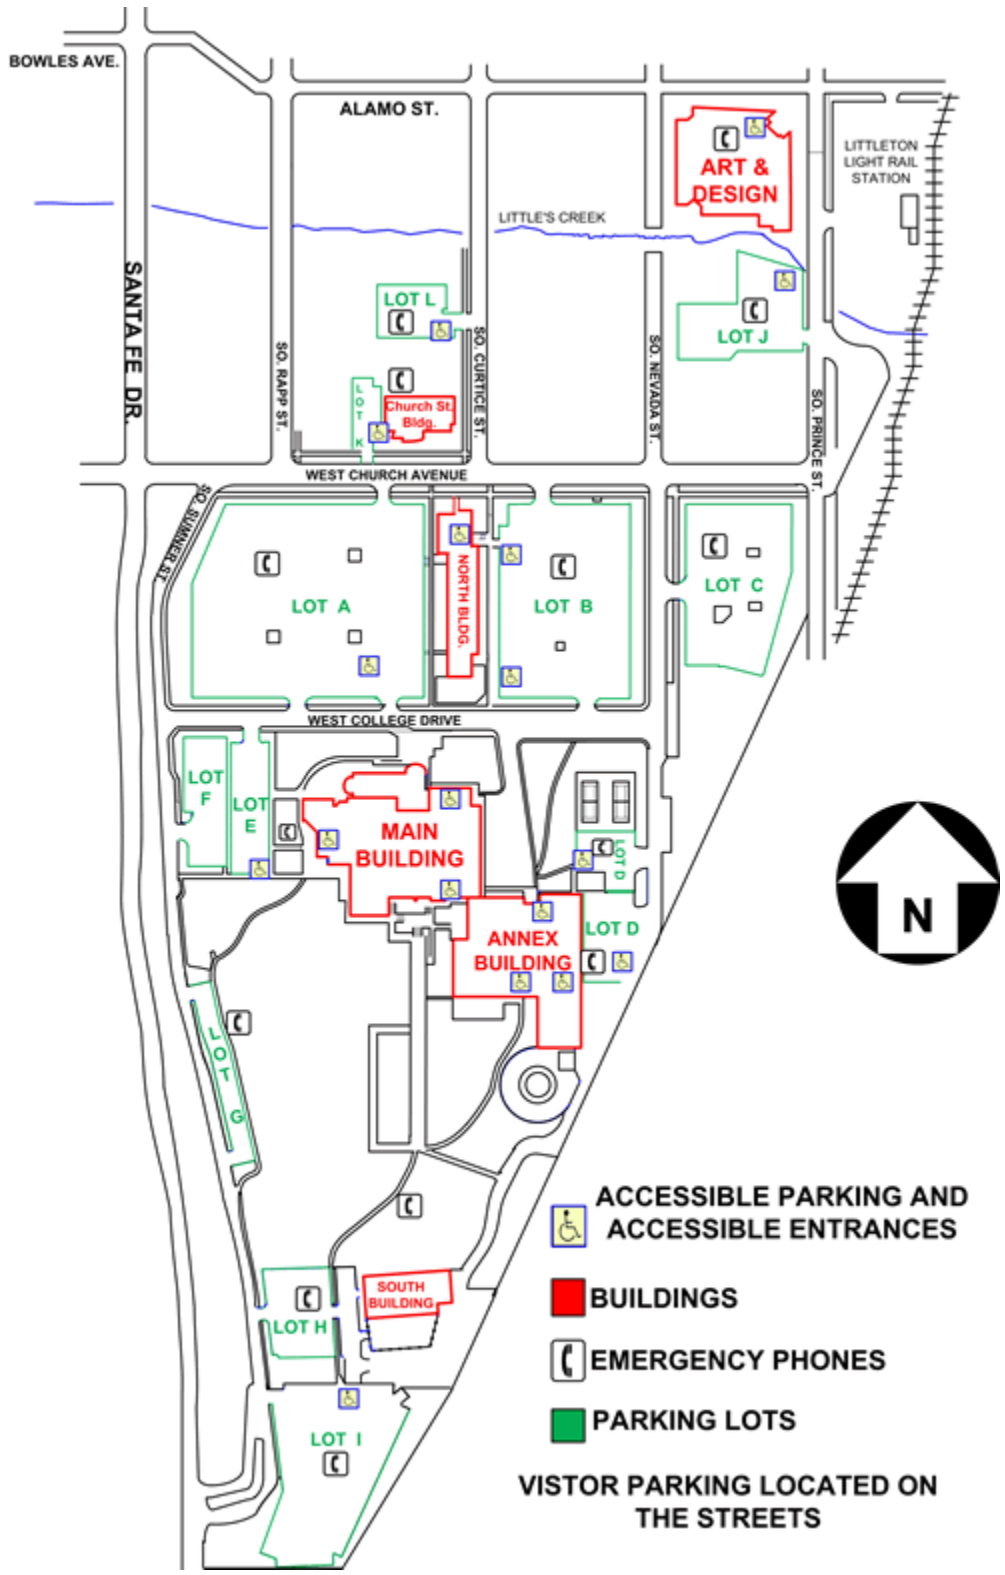 BOWLES AVE.
ALAMO ST.
LITTLETON
LIGHT RAIL
STATION
ART &
DESIGN
LITTLE'S CREEK
SANTA FE DR.
LOT L
LOT J
SO. RAPP ST.
SO. CURTICE ST.
SO. NEVADA ST.
SO. PRINCE ST.
LOT K
Church St.
Bldg.
WEST CHURCH AVENUE
SO. SUMNER ST.
LOT A
NORTH BLDG.
LOT B
LOT C
WEST COLLEGE DRIVE
LOT
F
LOT
E
MAIN
BUILDING
LOT D
LOT D
ANNEX
BUILDING
N
LOT G
ACCESSIBLE PARKING AND
ACCESSIBLE ENTRANCES
SOUTH
BUILDING
BUILDINGS
LOT H
EMERGENCY PHONES
PARKING LOTS
LOT I
VISTOR PARKING LOCATED ON
THE STREETS